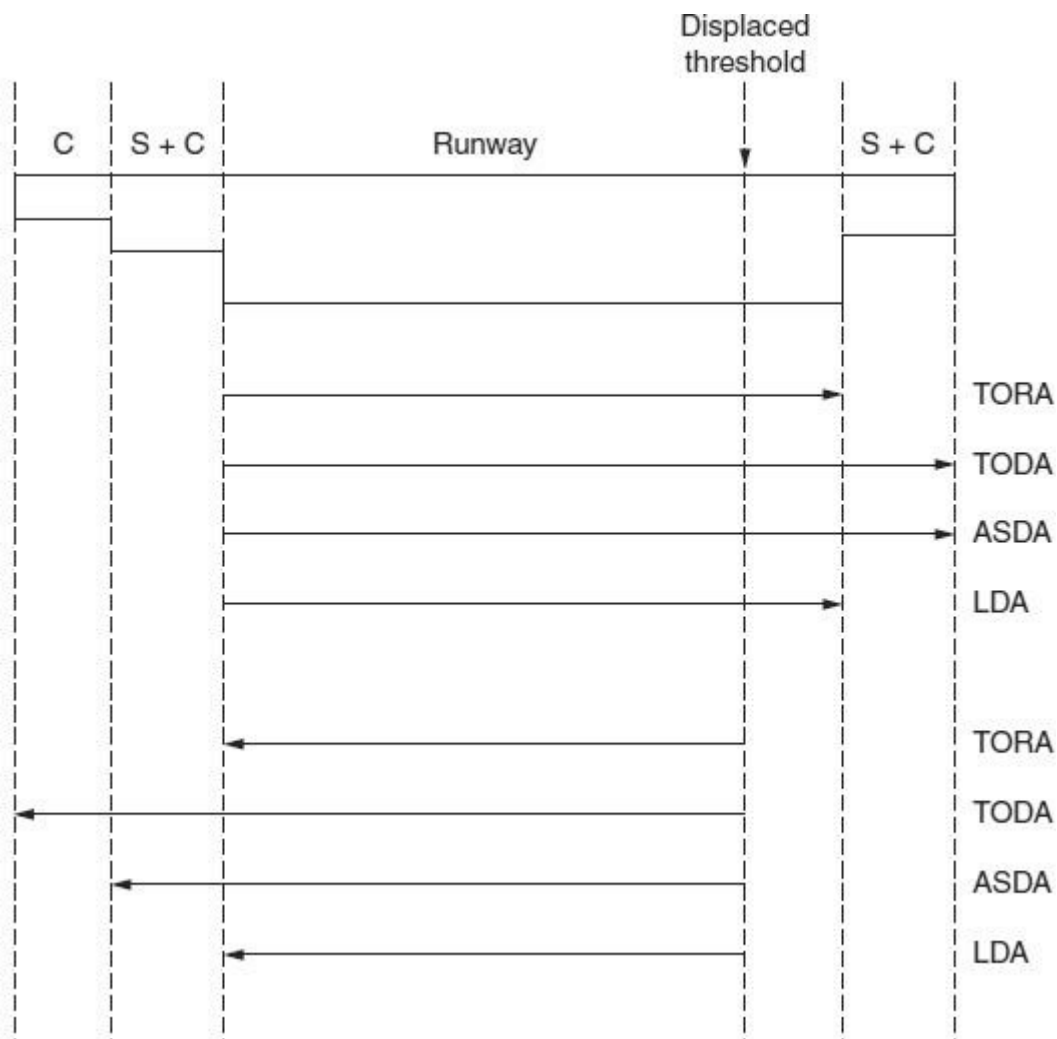 Displaced
threshold
C
S + C
Runway
S + C
TORA
TODA
ASDA
LDA
TORA
TODA
ASDA
LDA